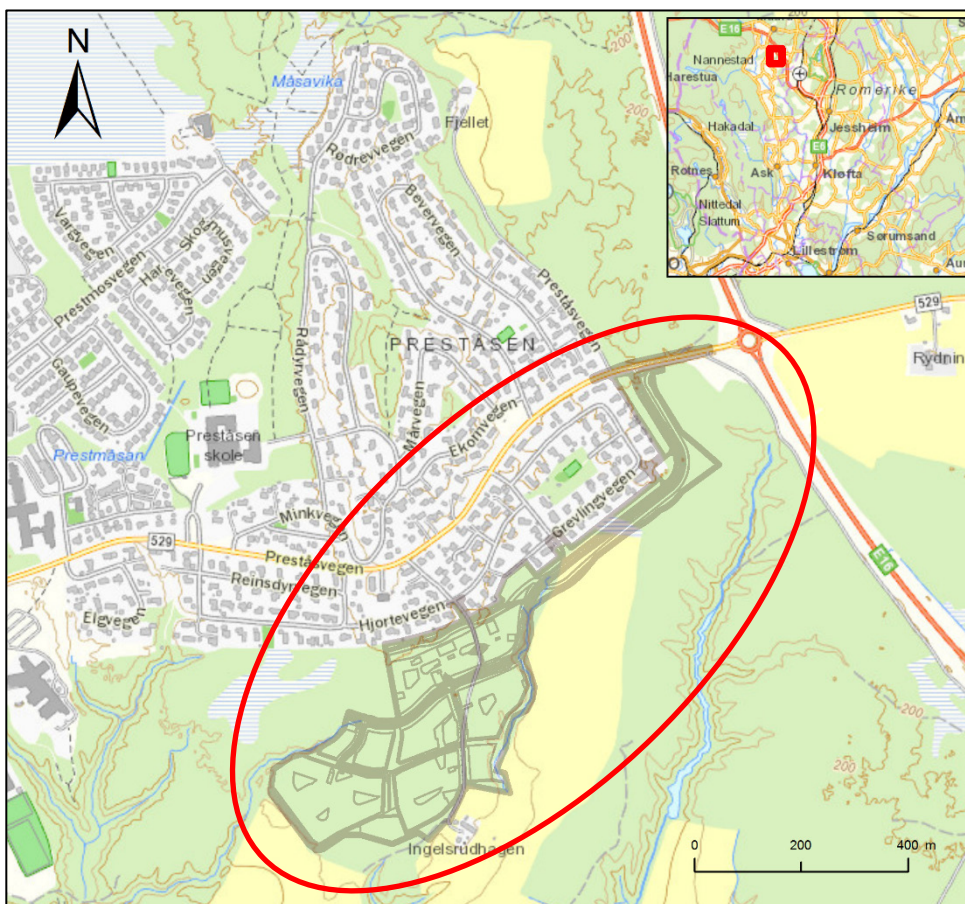 N
Måsavika
Fjellet
Rødrevvegen
Bevervegen
Vargvegen
Skogmusvegen
Prestmosvegen
Harevegen
Preståsvegen
Rådyrvegen
PRESTÅSEN
Gaupevegen
Mårvegen
Ekornvegen
Preståsen
skole
Prestmåsan
Grevlingvegen
Minkvegen
529
Preståsvegen
Reinsdyrvegen
Elgvegen
Hjortevegen
Ingelsrudhagen
529
Rydnin
E16
200
200
200
200
0 200 400 m
E16
Nannestad
Harestua
Romerike
Hakadal
Jessheim
E6
Rotnes
Ask
Kløfta
Nittedal
Slattum
Sørumsand
Lillestrøm
Au